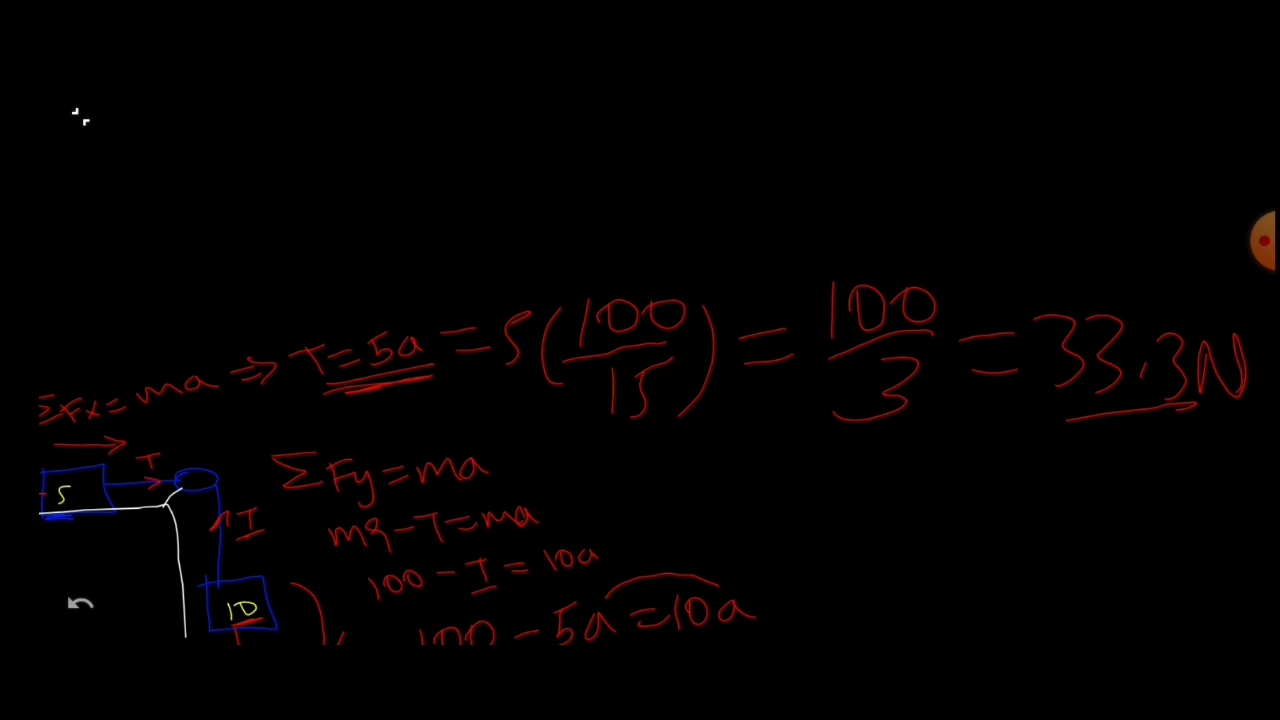 ΣFx = ma ⇒ T = 5a = 5(100/15) = 100/3 = 33.3N
T
5
ΣFy = ma
T
mg - T = ma
100 - T = 10a
10
100 - 5a = 10a